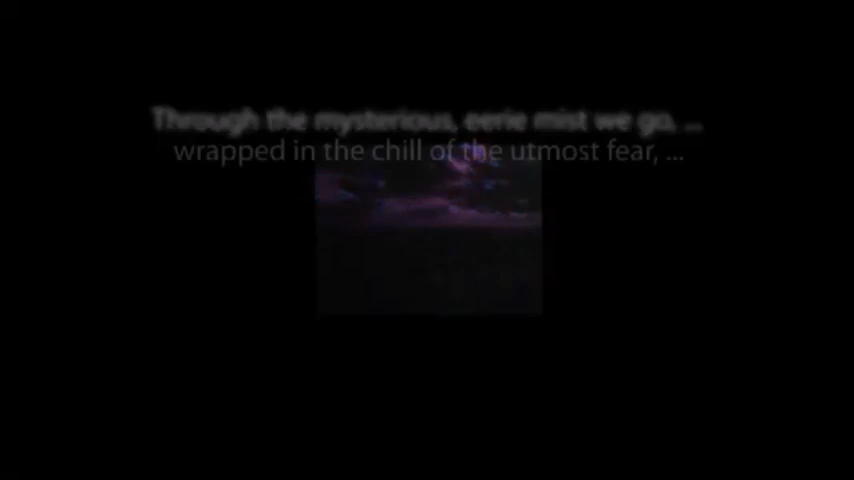 Through the mysterious, eerie mist we go, ...
wrapped in the chill of the utmost fear, ...